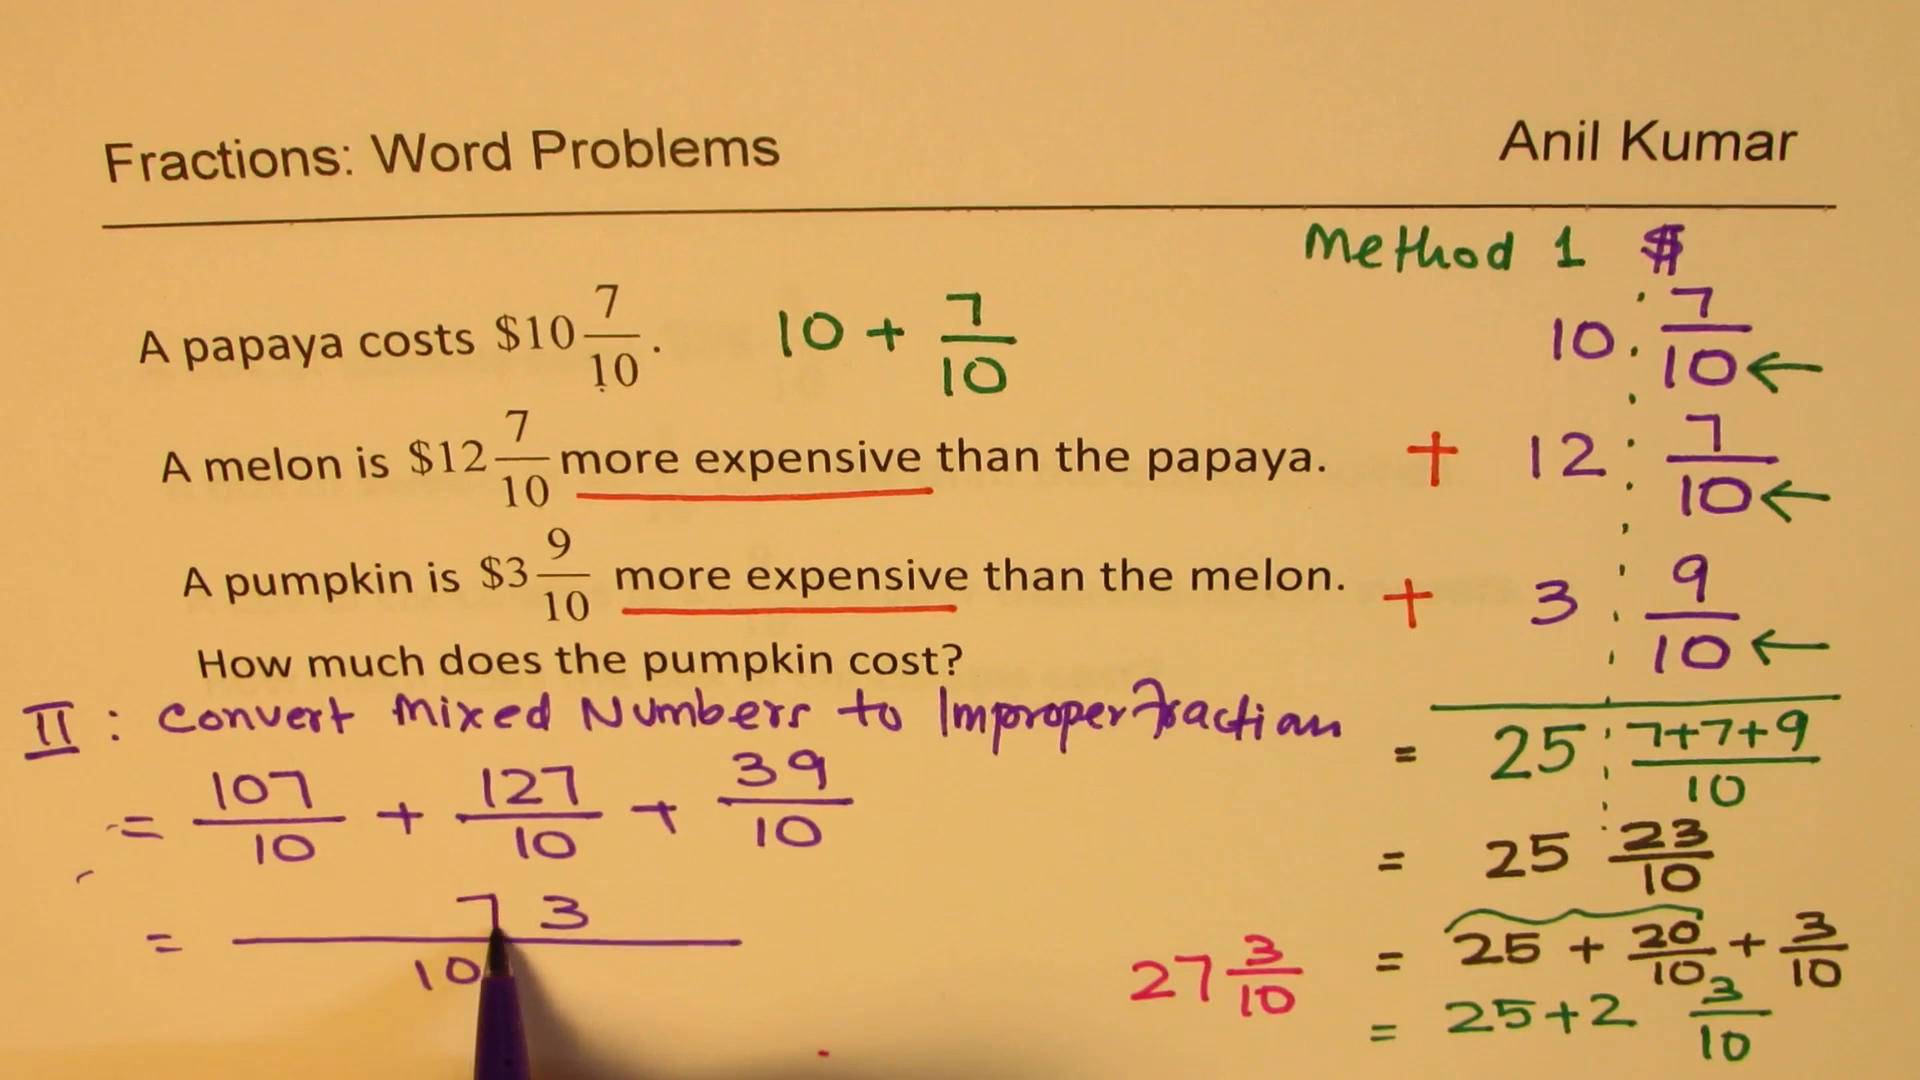 Fractions: Word Problems
Anil Kumar
A papaya costs $10 7/10.
10 + 7/10
A melon is $12 7/10 more expensive than the papaya.
A pumpkin is $3 9/10 more expensive than the melon.
How much does the pumpkin cost?
II : Convert Mixed Numbers to Improper Fraction
= 107/10 + 127/10 + 39/10
= 73/10
Method 1 $
10 7/10 ←
+ 12 7/10 ←
+ 3 9/10 ←
= 25 7+7+9/10
= 25 23/10
= 25 + 20/10 + 3/10
= 25+2 3/10
27 3/10